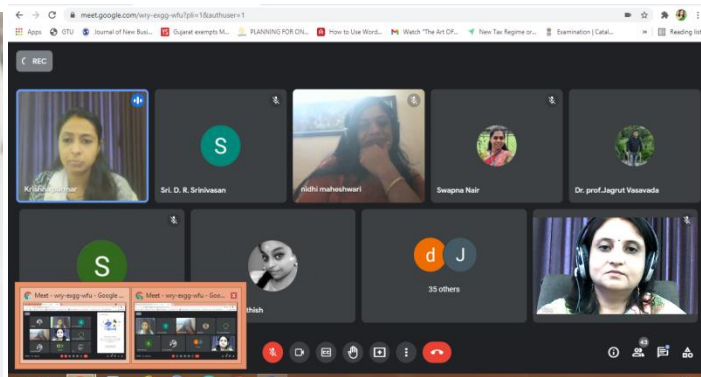 meet.google.com/wry-exgg-wfu?pli=1&authuser=1
Apps GTU Journal of New Busi... Gujarat exempts M... PLANNING FOR ON... How to Use Word... Watch "The Art OF... New Tax Regime or... Examination | Catal... » Reading list
REC
S
Krishna
Sri. D. R. Srinivasan
nidhi maheshwari
Swapna Nair
Dr. prof.Jagrut Vasavada
S
d J
35 others
thish
Meet - wry-exgg-wfu - Google ...
Meet - wry-exgg-wfu - Goo...
43